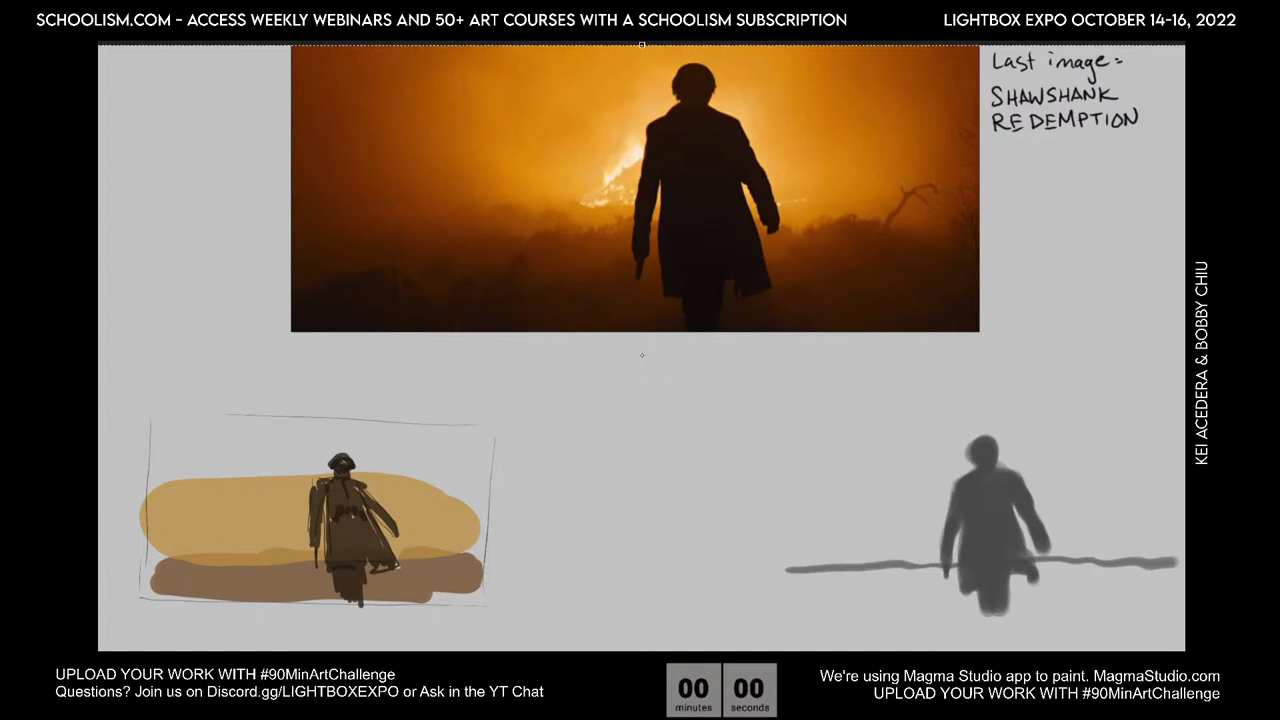 SCHOOLISM.COM - ACCESS WEEKLY WEBINARS AND 50+ ART COURSES WITH A SCHOOLISM SUBSCRIPTION
LIGHTBOX EXPO OCTOBER 14-16, 2022
Last image:
SHAWSHANK
REDEMPTION
KEI ACEDERA & BOBBY CHIU
UPLOAD YOUR WORK WITH #90MinArtChallenge
Questions? Join us on Discord.gg/LIGHTBOXEXPO or Ask in the YT Chat
00 00
minutes seconds
We're using Magma Studio app to paint. MagmaStudio.com
UPLOAD YOUR WORK WITH #90MinArtChallenge